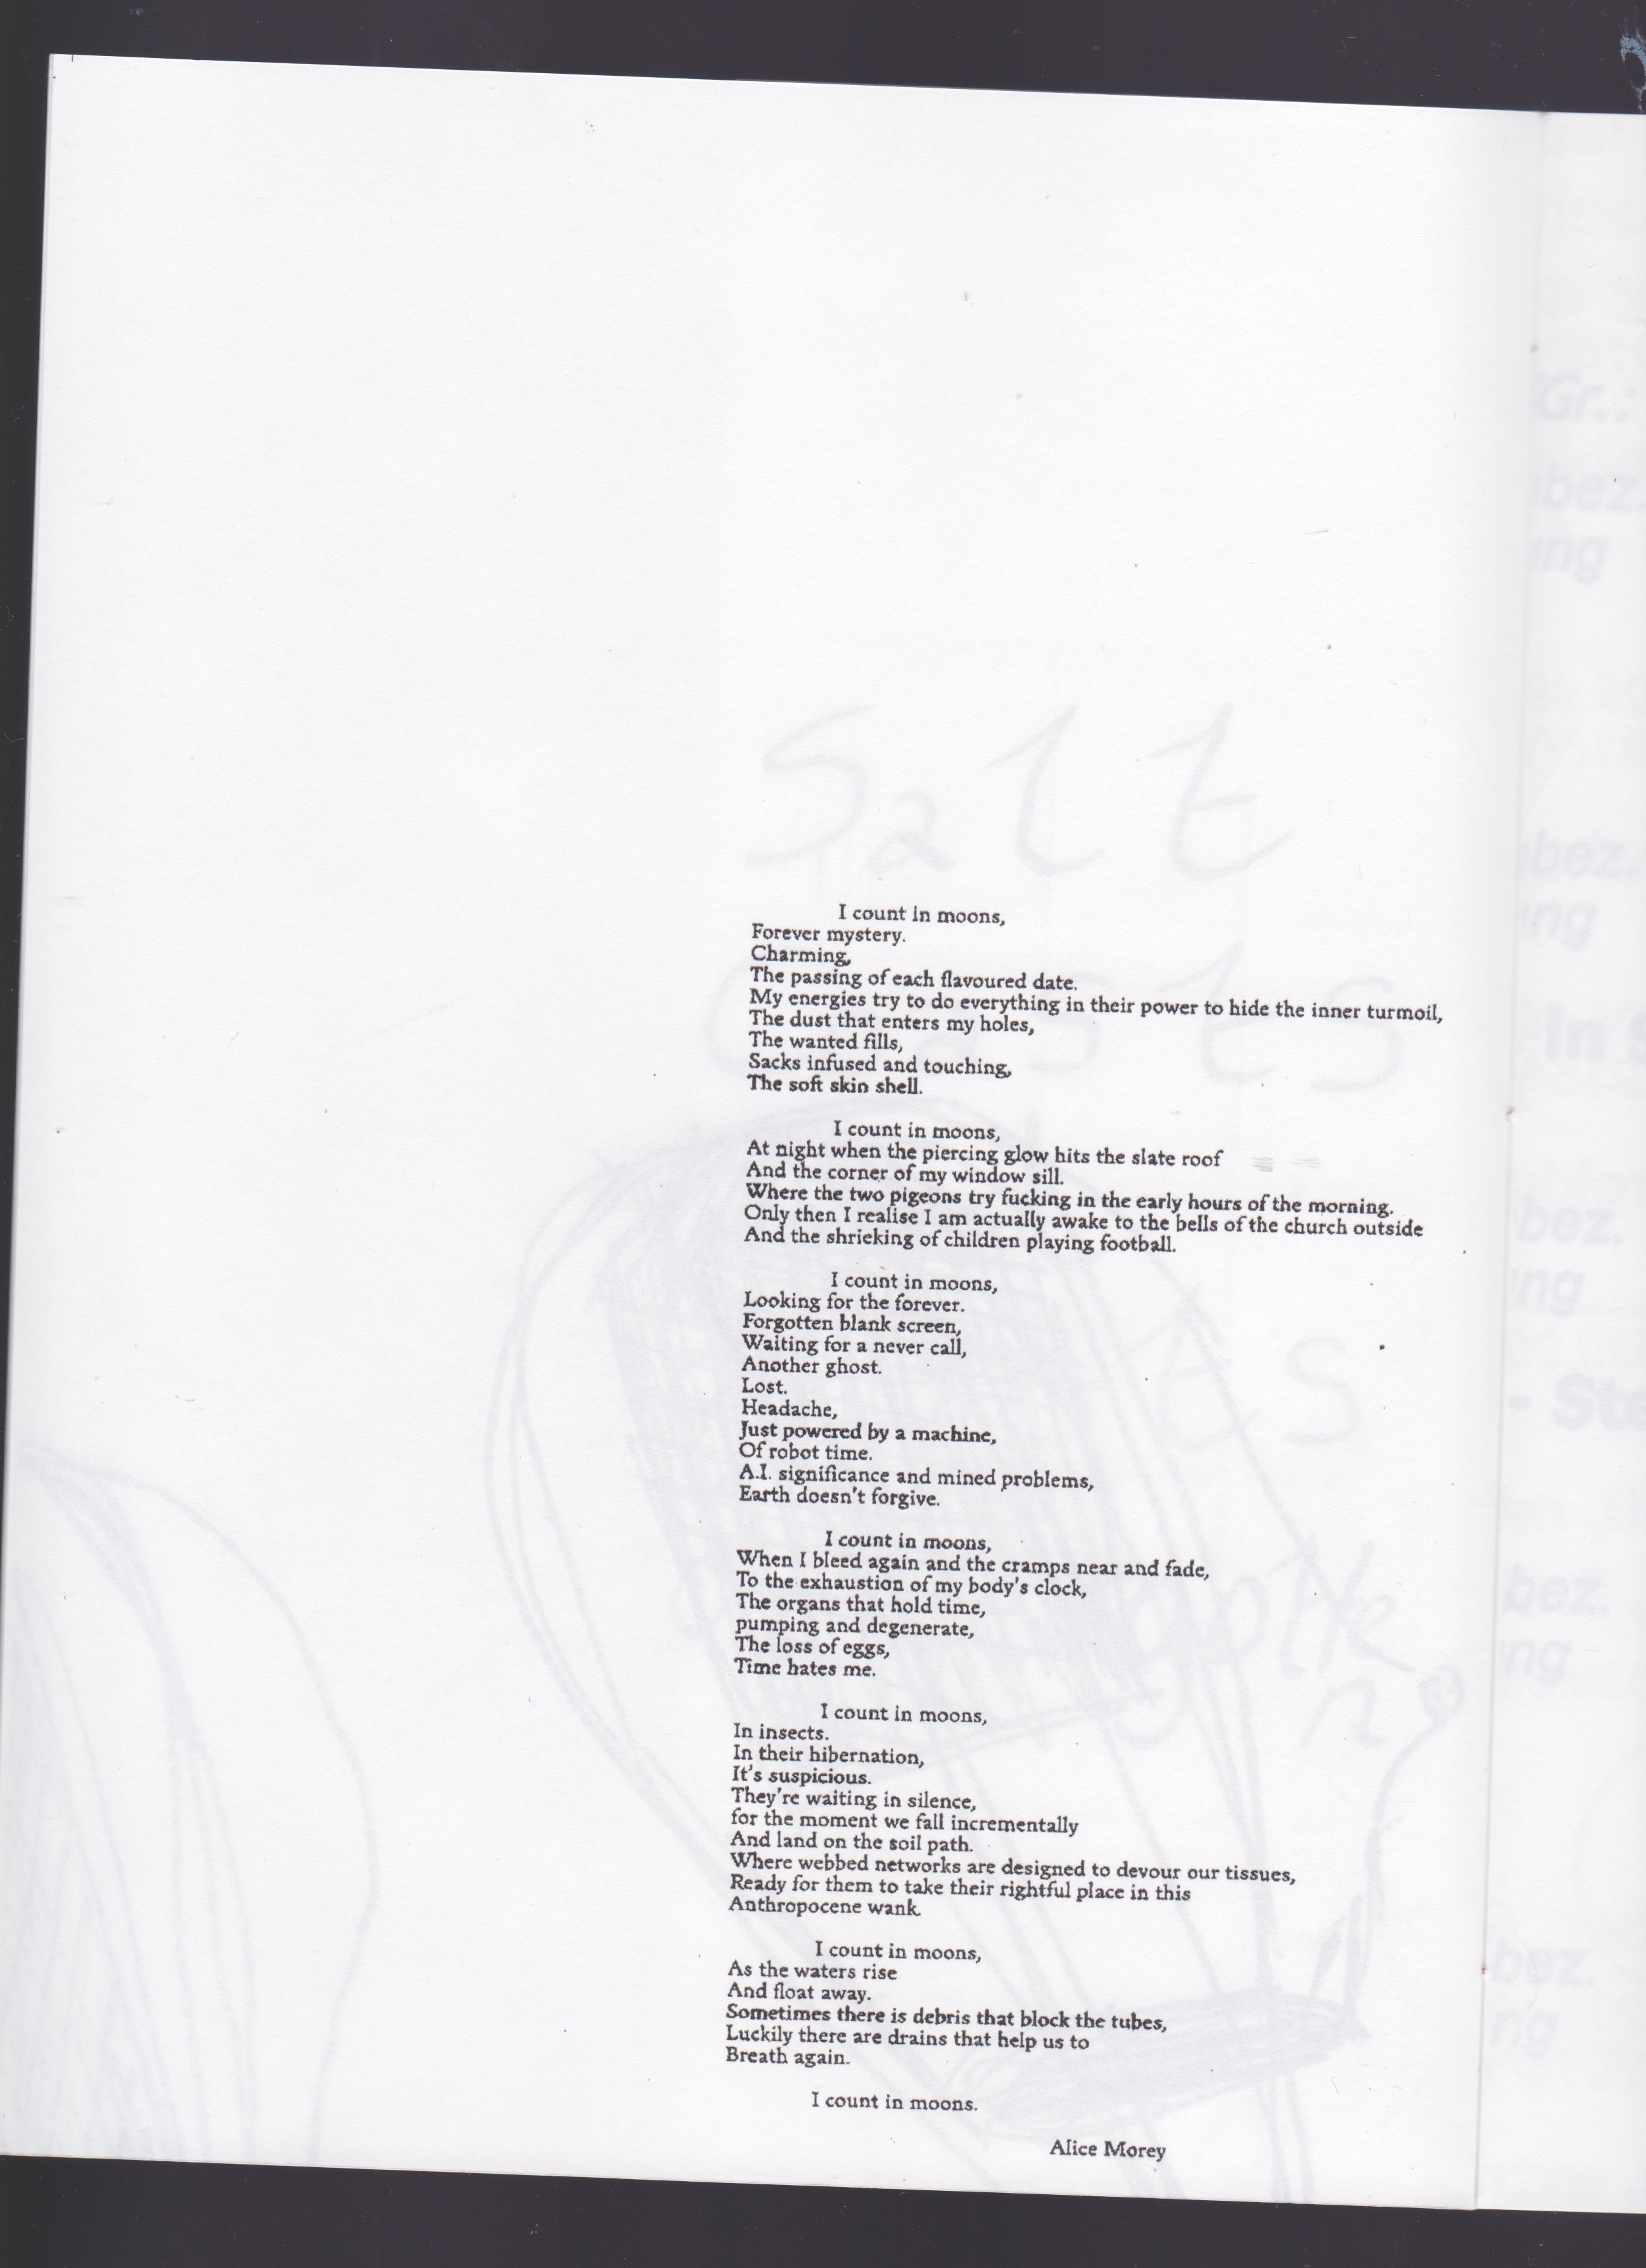 Salt
I count in moons,
Forever mystery.
Charming,
The passing of each flavoured date.
My energies try to do everything in their power to hide the inner turmoil,
The dust that enters my holes,
The wanted fills,
Sacks infused and touching,
The soft skin shell.
I count in moons,
At night when the piercing glow hits the slate roof
And the corner of my window sill.
Where the two pigeons try fucking in the early hours of the morning.
Only then I realise I am actually awake to the bells of the church outside
And the shrieking of children playing football.
I count in moons,
Looking for the forever.
Forgotten blank screen,
Waiting for a never call,
Another ghost.
Lost.
Headache,
Just powered by a machine,
Of robot time.
A.I. significance and mined problems,
Earth doesn't forgive.
I count in moons,
When I bleed again and the cramps near and fade,
To the exhaustion of my body's clock,
The organs that hold time,
pumping and degenerate,
The loss of eggs,
Time hates me.
I count in moons,
In insects.
In their hibernation,
It's suspicious.
They're waiting in silence,
for the moment we fall incrementally
And land on the soil path.
Where webbed networks are designed to devour our tissues,
Ready for them to take their rightful place in this
Anthropocene wank.
I count in moons,
As the waters rise
And float away.
Sometimes there is debris that block the tubes,
Luckily there are drains that help us to
Breath again.
I count in moons.
Alice Morey